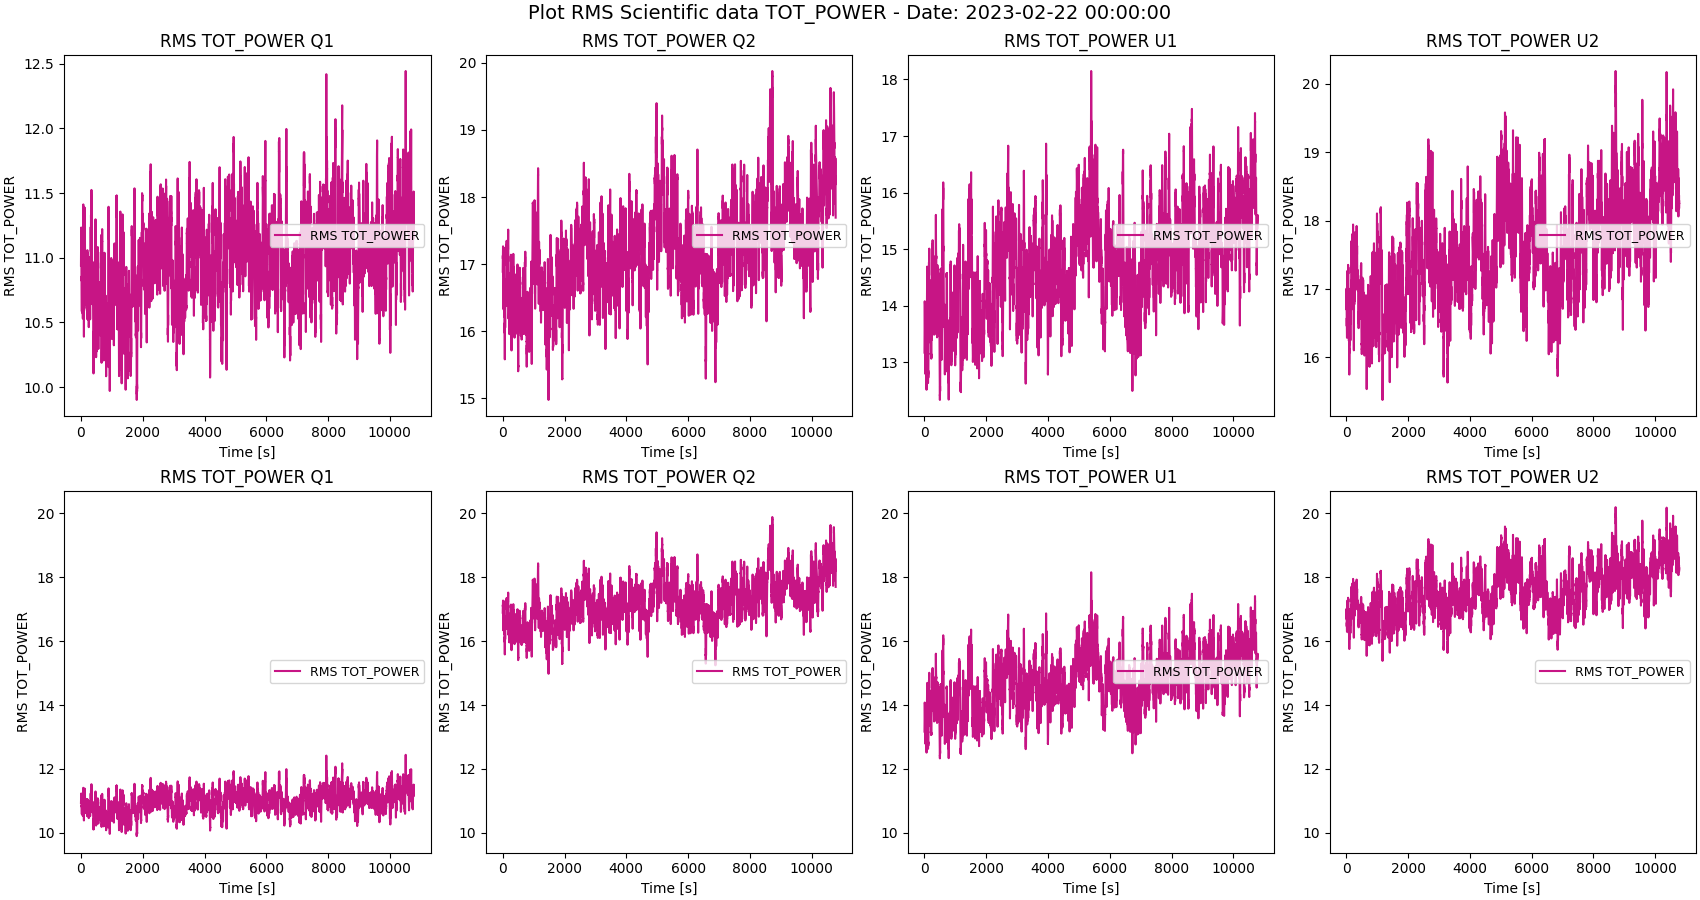 Plot RMS Scientific data TOT_POWER - Date: 2023-02-22 00:00:00
RMS TOT_POWER Q1
RMS TOT_POWER
12.5
12.0
11.5
11.0
10.5
10.0
RMS TOT_POWER
0 2000 4000 6000 8000 10000
Time [s]
RMS TOT_POWER Q2
RMS TOT_POWER
20
19
18
17
16
15
RMS TOT_POWER
0 2000 4000 6000 8000 10000
Time [s]
RMS TOT_POWER U1
RMS TOT_POWER
18
17
16
15
14
13
RMS TOT_POWER
0 2000 4000 6000 8000 10000
Time [s]
RMS TOT_POWER U2
RMS TOT_POWER
20
19
18
17
16
RMS TOT_POWER
0 2000 4000 6000 8000 10000
Time [s]
RMS TOT_POWER Q1
RMS TOT_POWER
20
18
16
14
12
10
RMS TOT_POWER
0 2000 4000 6000 8000 10000
Time [s]
RMS TOT_POWER Q2
RMS TOT_POWER
20
18
16
14
12
10
RMS TOT_POWER
0 2000 4000 6000 8000 10000
Time [s]
RMS TOT_POWER U1
RMS TOT_POWER
20
18
16
14
12
10
RMS TOT_POWER
0 2000 4000 6000 8000 10000
Time [s]
RMS TOT_POWER U2
RMS TOT_POWER
20
18
16
14
12
10
RMS TOT_POWER
0 2000 4000 6000 8000 10000
Time [s]